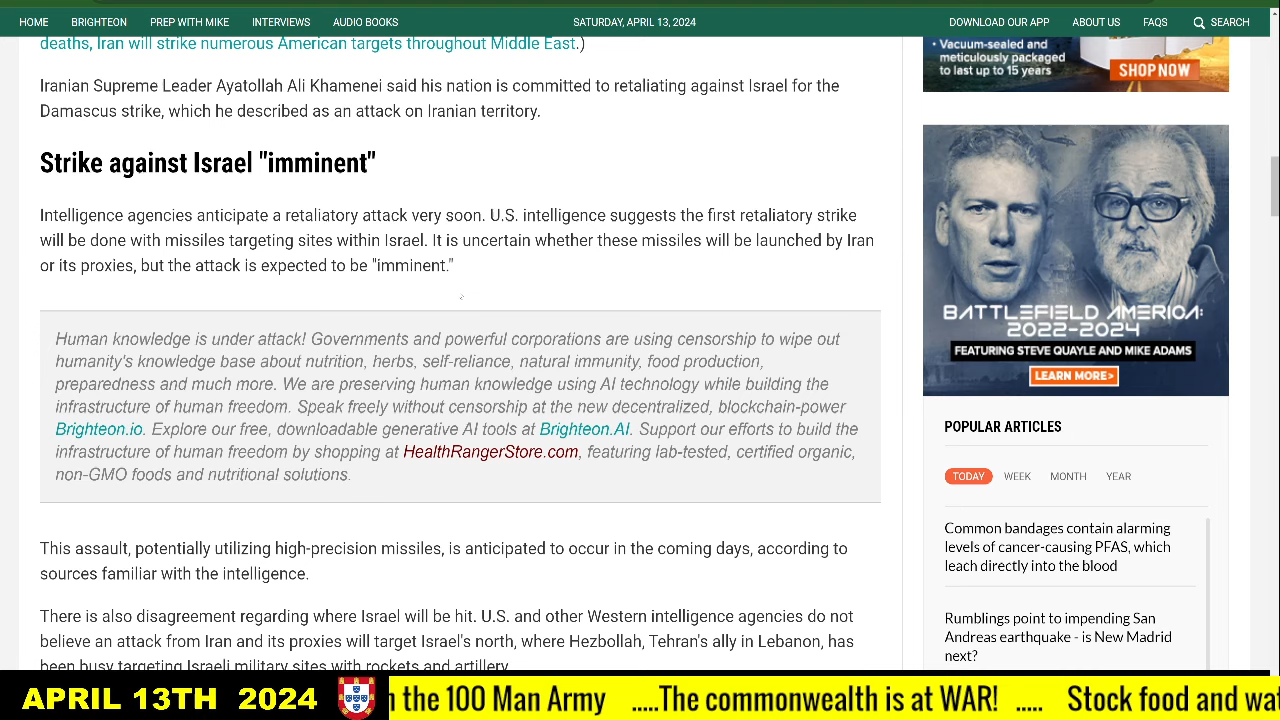 HOME BRIGHTEON PREP WITH MIKE INTERVIEWS AUDIO BOOKS SATURDAY, APRIL 13, 2024 DOWNLOAD OUR APP ABOUT US FAQS SEARCH
deaths, Iran will strike numerous American targets throughout Middle East.)
Iranian Supreme Leader Ayatollah Ali Khamenei said his nation is committed to retaliating against Israel for the
Damascus strike, which he described as an attack on Iranian territory.
Strike against Israel "imminent"
Intelligence agencies anticipate a retaliatory attack very soon. U.S. intelligence suggests the first retaliatory strike
will be done with missiles targeting sites within Israel. It is uncertain whether these missiles will be launched by Iran
or its proxies, but the attack is expected to be "imminent."
Human knowledge is under attack! Governments and powerful corporations are using censorship to wipe out
humanity's knowledge base about nutrition, herbs, self-reliance, natural immunity, food production,
preparedness and much more. We are preserving human knowledge using AI technology while building the
infrastructure of human freedom. Speak freely without censorship at the new decentralized, blockchain-power
Brighteon.io. Explore our free, downloadable generative AI tools at Brighteon.AI. Support our efforts to build the
infrastructure of human freedom by shopping at HealthRangerStore.com, featuring lab-tested, certified organic,
non-GMO foods and nutritional solutions.
This assault, potentially utilizing high-precision missiles, is anticipated to occur in the coming days, according to
sources familiar with the intelligence.
There is also disagreement regarding where Israel will be hit. U.S. and other Western intelligence agencies do not
believe an attack from Iran and its proxies will target Israel's north, where Hezbollah, Tehran's ally in Lebanon, has
been busy targeting Israeli military sites with rockets and artillery.
• Vacuum-sealed and
meticulously packaged
to last up to 15 years
SHOP NOW
BATTLEFIELD AMERICA:
2022-2024
FEATURING STEVE QUAYLE AND MIKE ADAMS
LEARN MORE>
POPULAR ARTICLES
TODAY WEEK MONTH YEAR
Common bandages contain alarming
levels of cancer-causing PFAS, which
leach directly into the blood
Rumblings point to impending San
Andreas earthquake - is New Madrid
next?
APRIL 13TH 2024 n the 100 Man Army .....The commonwealth is at WAR! ..... Stock food and wat